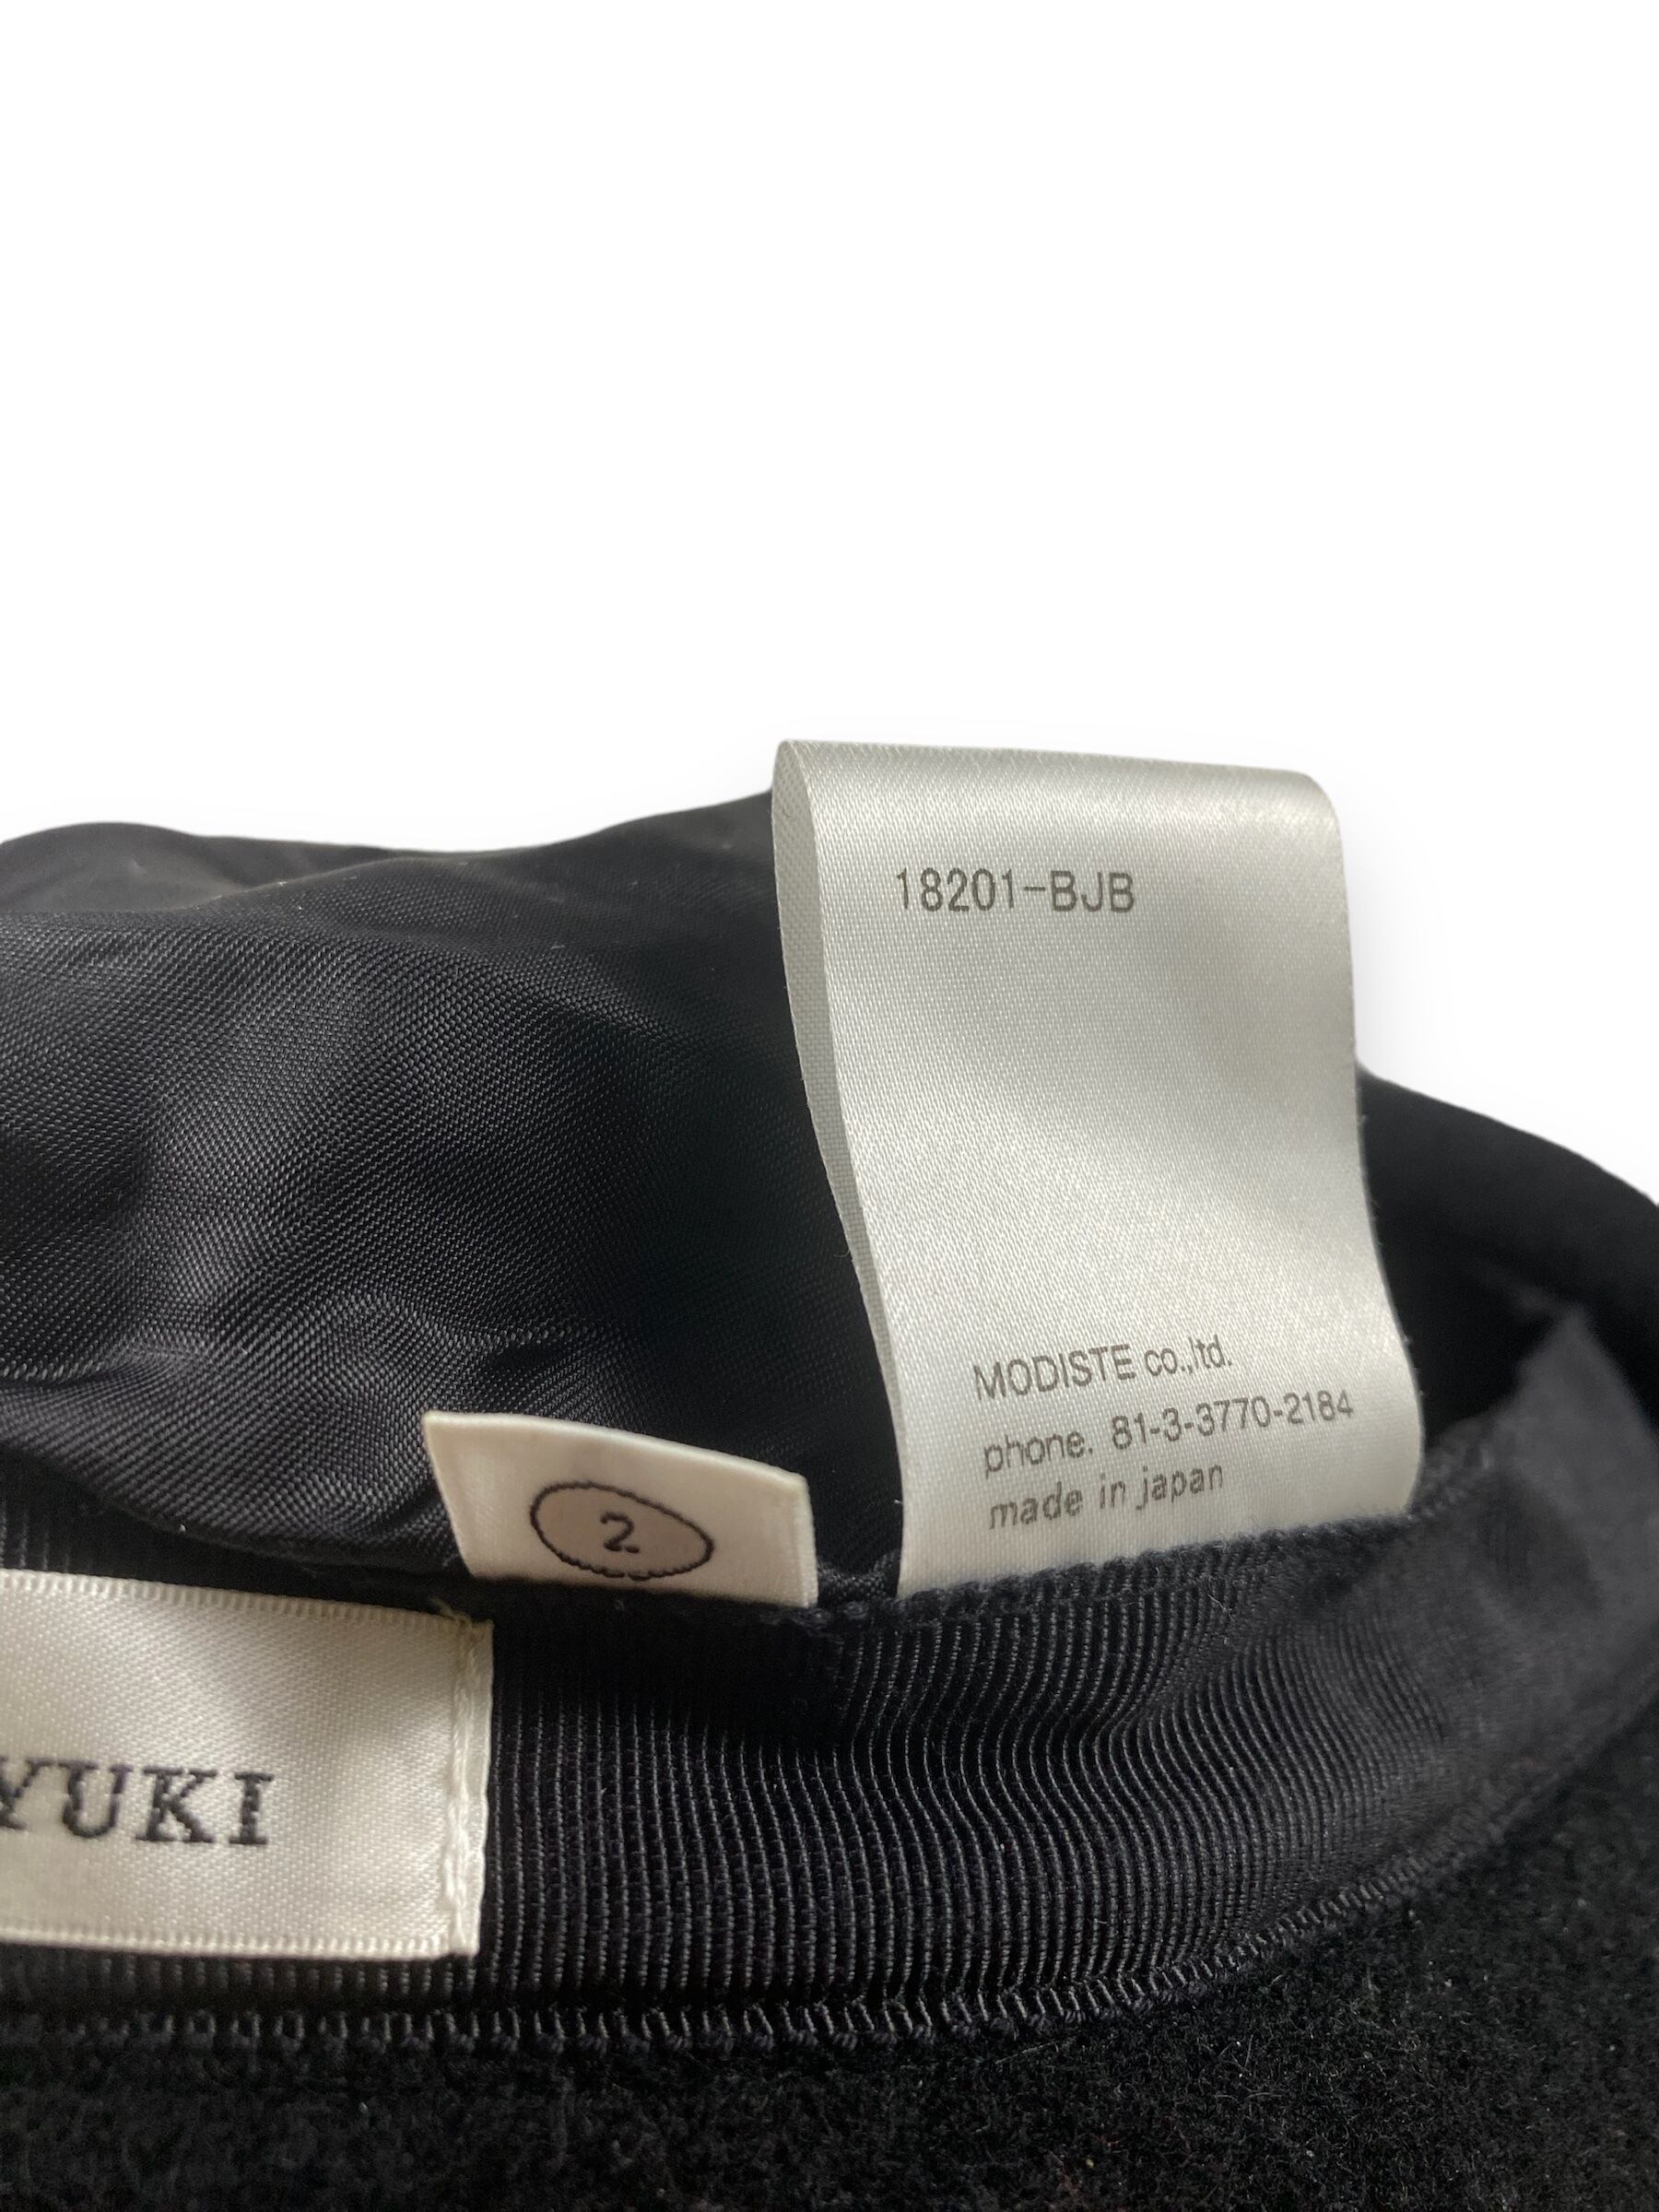 18201-BJB
MODISTE co.,ltd.
phone. 81-3-3770-2184
made in japan
2
YUKI